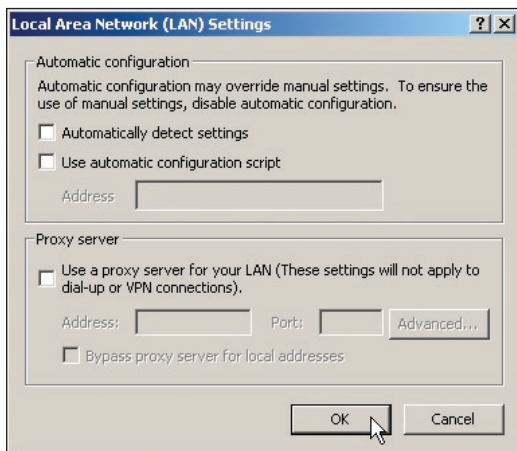 Local Area Network (LAN) Settings
Automatic configuration
Automatic configuration may override manual settings. To ensure the
use of manual settings, disable automatic configuration.
Automatically detect settings
Use automatic configuration script
Address
Proxy server
Use a proxy server for your LAN (These settings will not apply to
dial-up or VPN connections).
Address:
Port:
Advanced...
Bypass proxy server for local addresses
OK
Cancel